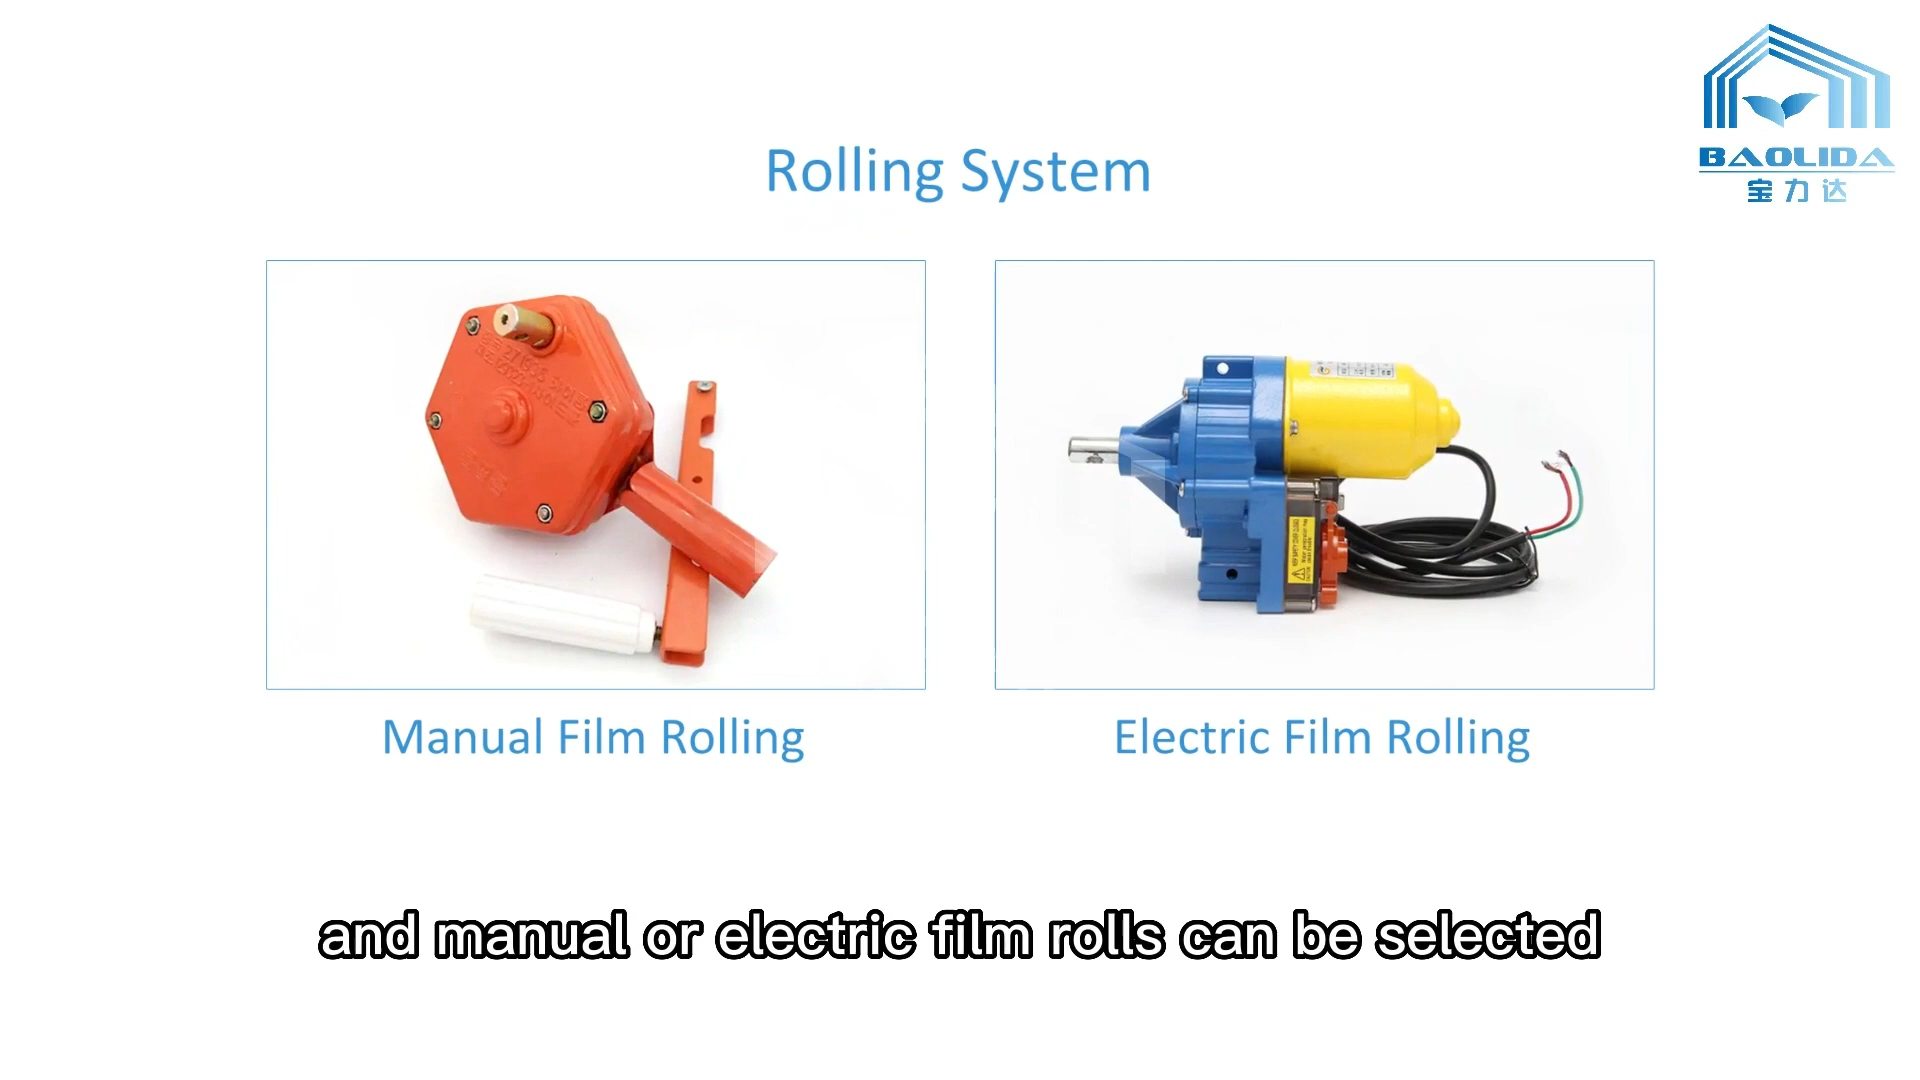 BAOLIDA
宝力达
Rolling System
Manual Film Rolling
Electric Film Rolling
and manual or electric film rolls can be selected